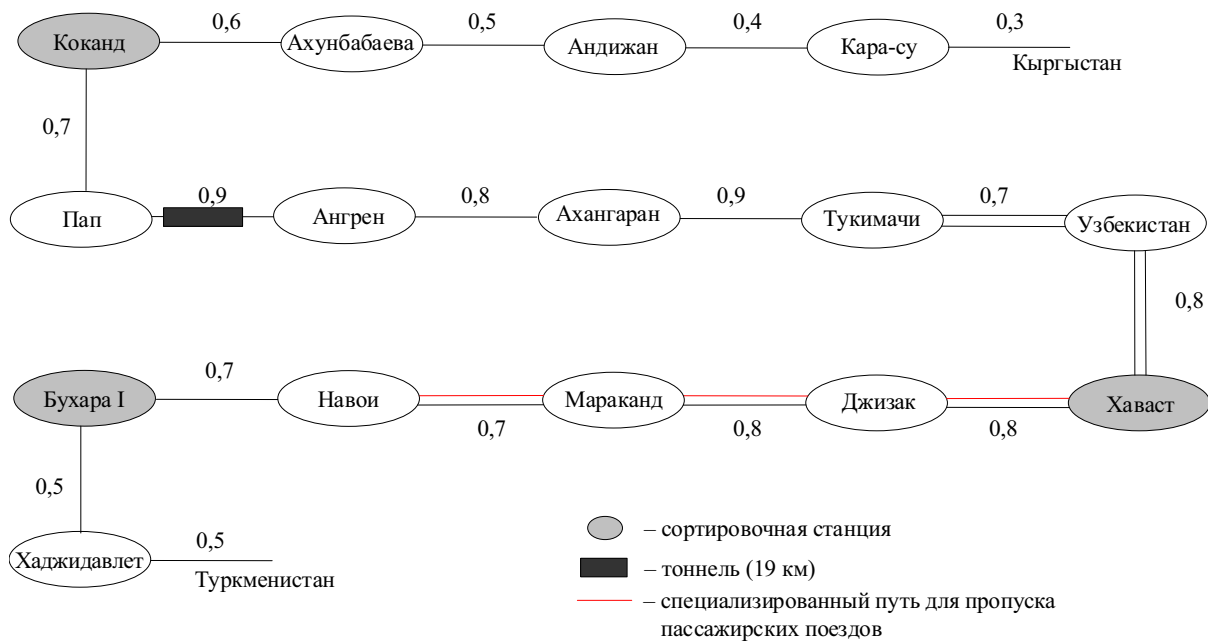 0,6
0,5
0,4
0,3
Коканд
Ахунбабаева
Андижан
Кара-су
Кыргыстан
0,7
0,9
0,8
0,9
0,7
Пап
Ангрен
Ахангаран
Тукимачи
Узбекистан
0,8
0,7
Бухара I
Навои
Мараканд
Джизак
Хаваст
0,7
0,8
0,8
0,5
Хаджидавлет
0,5
Туркменистан
– сортировочная станция
– тоннель (19 км)
– специализированный путь для пропуска
пассажирских поездов